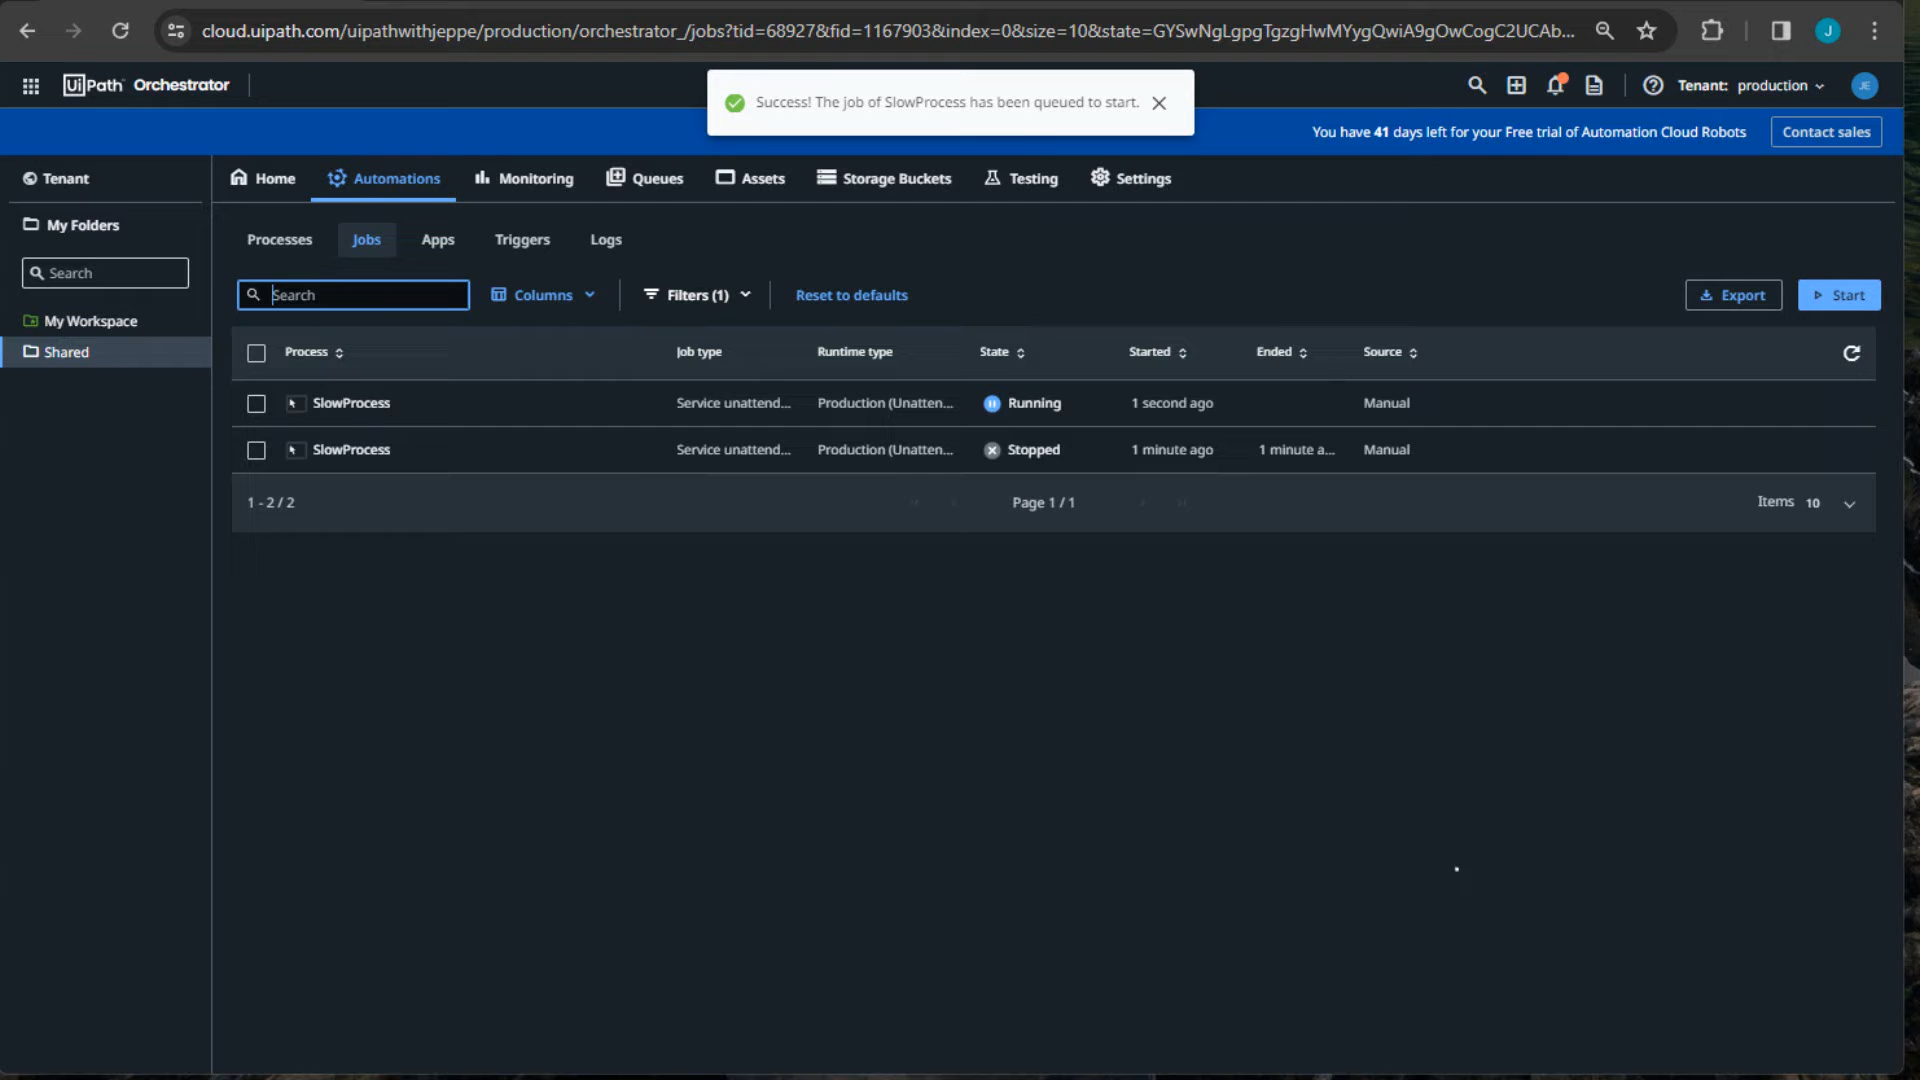 cloud.uipath.com/uipathwithjeppe/production/orchestrator_/jobs?tid=68927&fid=1167903&index=0&size=10&state=GYSwNgLgpgTgzgHwMYygQwiA9gOwCogC2UCAb...
J
UiPath Orchestrator
Success! The job of SlowProcess has been queued to start.
Tenant: production
JE
You have 41 days left for your Free trial of Automation Cloud Robots
Contact sales
Tenant
Home
Automations
Monitoring
Queues
Assets
Storage Buckets
Testing
Settings
My Folders
Search
My Workspace
Shared
Processes
Jobs
Apps
Triggers
Logs
Search
Columns
Filters (1)
Reset to defaults
Export
Start
Process
Job type
Runtime type
State
Started
Ended
Source
SlowProcess
Service unattend...
Production (Unatten...
Running
1 second ago
Manual
SlowProcess
Service unattend...
Production (Unatten...
Stopped
1 minute ago
1 minute a...
Manual
1 - 2 / 2
Page 1 / 1
Items 10